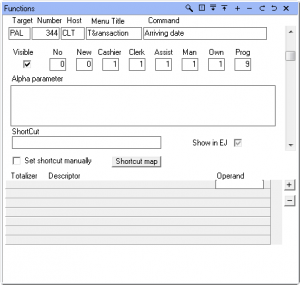 Functions
Target Number Host Menu Title Command
PAL 344 CLT T&ransaction Arriving date
Visible No New Cashier Clerk Assist Man Own Prog
0 0 1 1 1 1 1 9
Alpha parameter
ShortCut
Show in EJ
Set shortcut manually Shortcut map
Totalizer Descriptor Operand